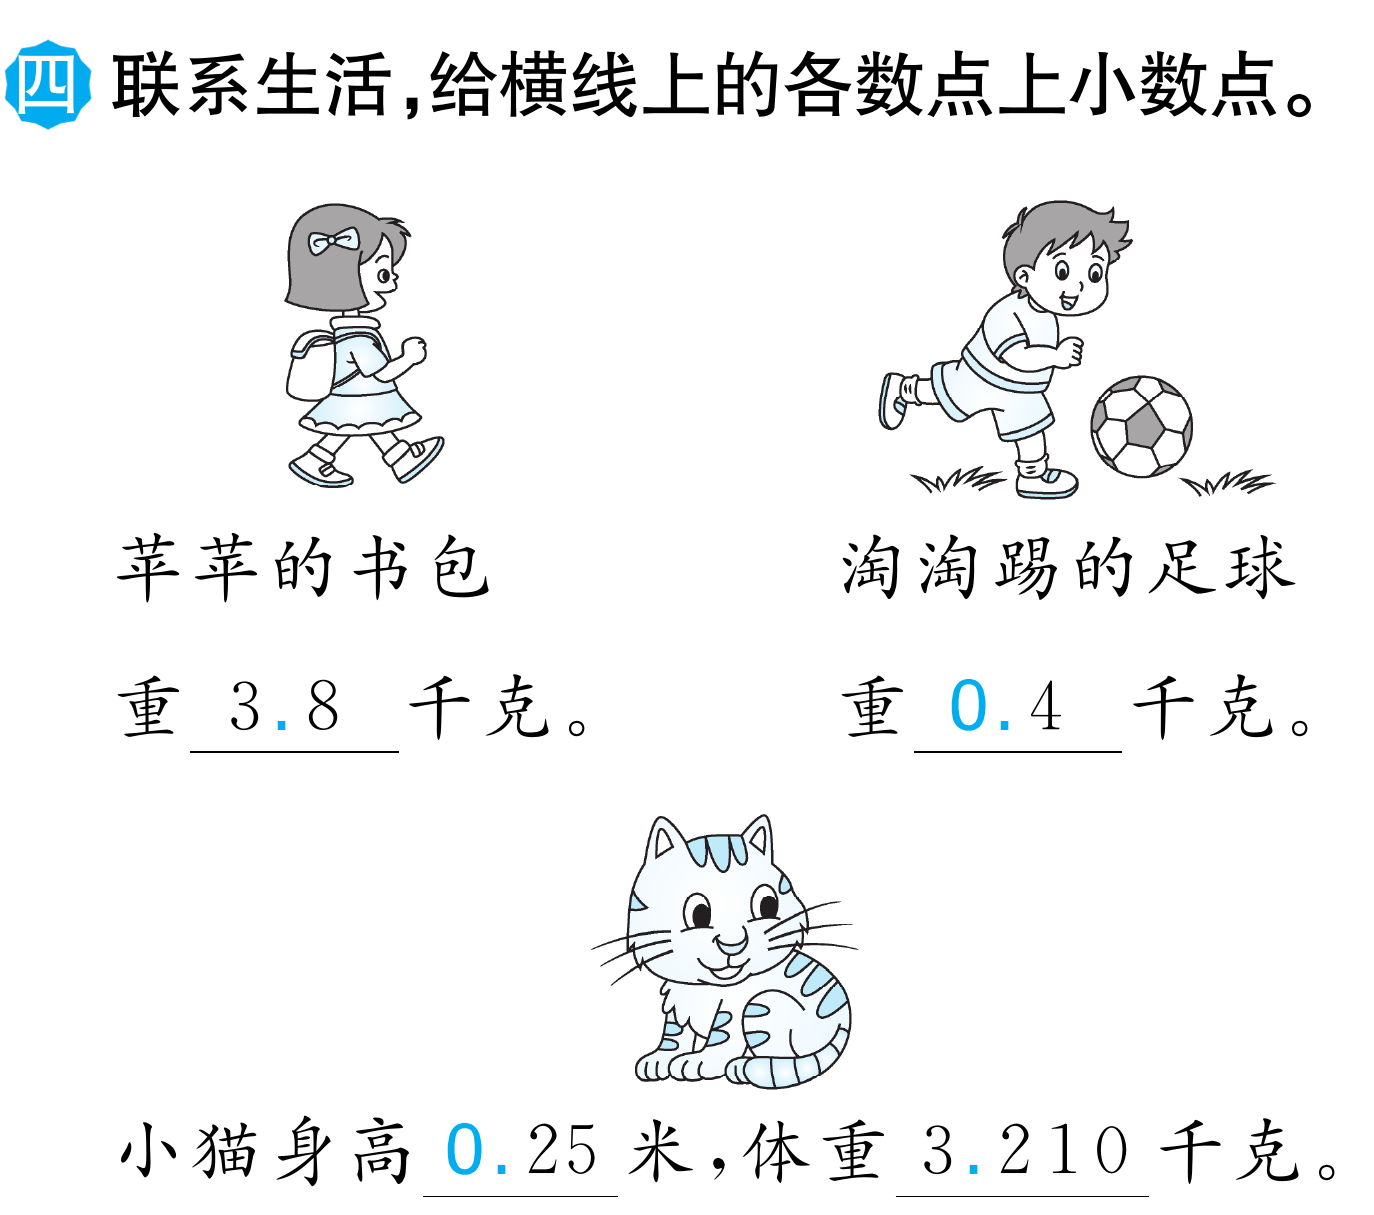 四 联系生活,给横线上的各数点上小数点。
苹苹的书包 淘淘踢的足球
重 3.8 千克。 重 0.4 千克。
小猫身高 0.25 米,体重 3.210 千克。